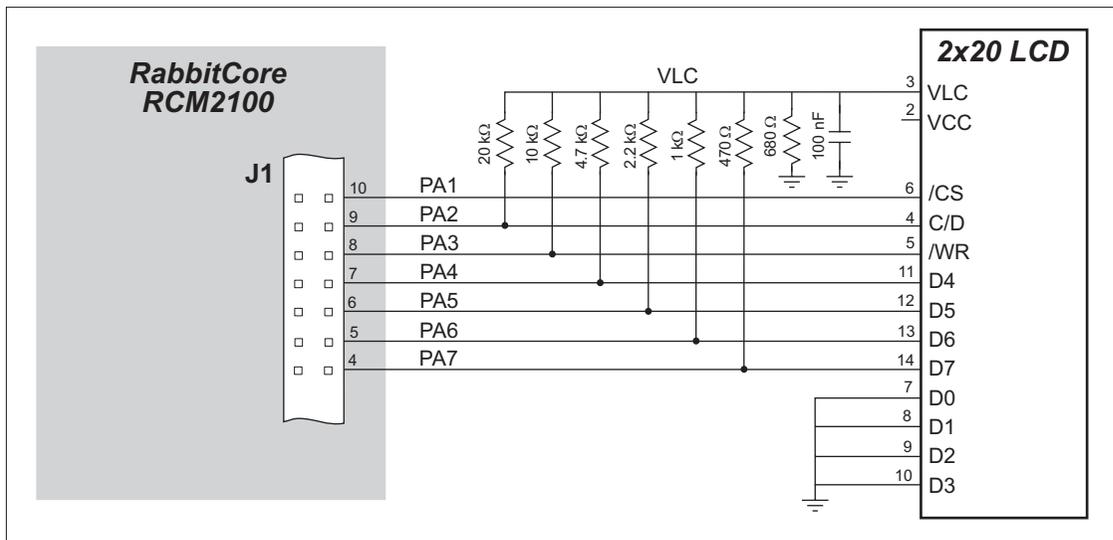 RabbitCore
RCM2100
J1
2x20 LCD
VLC
20 kΩ
10 kΩ
4.7 kΩ
2.2 kΩ
1 kΩ
470 Ω
680 Ω
100 nF
3 VLC
2 VCC
10 PA1 6 /CS
9 PA2 4 C/D
8 PA3 5 /WR
7 PA4 11 D4
6 PA5 12 D5
5 PA6 13 D6
4 PA7 14 D7
7 D0
8 D1
9 D2
10 D3